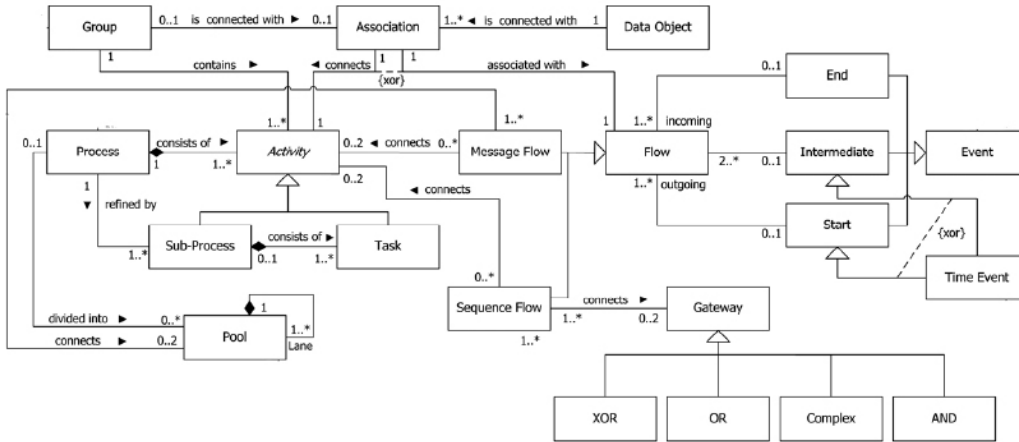 Group
0..1
is connected with ►
0..1
Association
1..*
◄ is connected with
1
Data Object
1
contains ►
◄ connects
1
{xor}
1
associated with ►
0..1
End
1..*
1
1..*
1
1..*
incoming
0..1
Process
consists of ►
1
1..*
Activity
0..2
◄ connects
0..*
Message Flow
Flow
2..*
0..1
Intermediate
Event
0..2
◄ connects
1..*
outgoing
1
▼ refined by
1..*
Sub-Process
consists of ►
0..1
1..*
Task
0..1
Start
{xor}
Time Event
0..*
Sequence Flow
connects ►
1..*
0..2
Gateway
1..*
divided into ►
0..*
connects ►
0..2
Pool
1
1..*
Lane
XOR
OR
Complex
AND